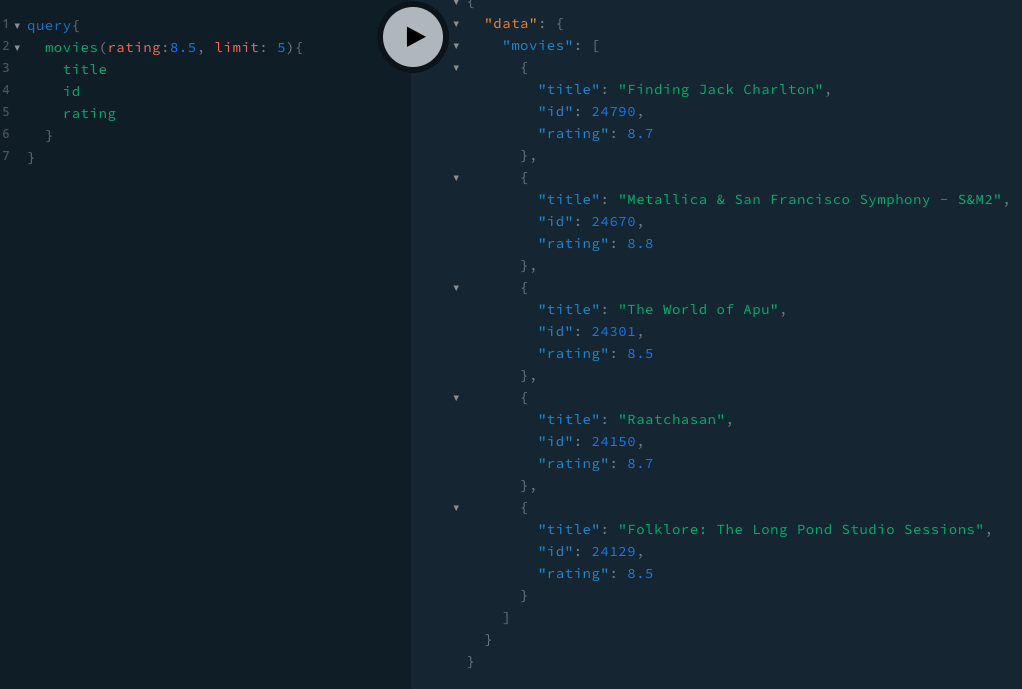 1 query{
2 movies(rating:8.5, limit: 5){
3 title
4 id
5 rating
6 }
7 }
{
"data": {
"movies": [
{
"title": "Finding Jack Charlton",
"id": 24790,
"rating": 8.7
},
{
"title": "Metallica & San Francisco Symphony - S&M2",
"id": 24670,
"rating": 8.8
},
{
"title": "The World of Apu",
"id": 24301,
"rating": 8.5
},
{
"title": "Raatchasan",
"id": 24150,
"rating": 8.7
},
{
"title": "Folklore: The Long Pond Studio Sessions",
"id": 24129,
"rating": 8.5
}
]
}
}